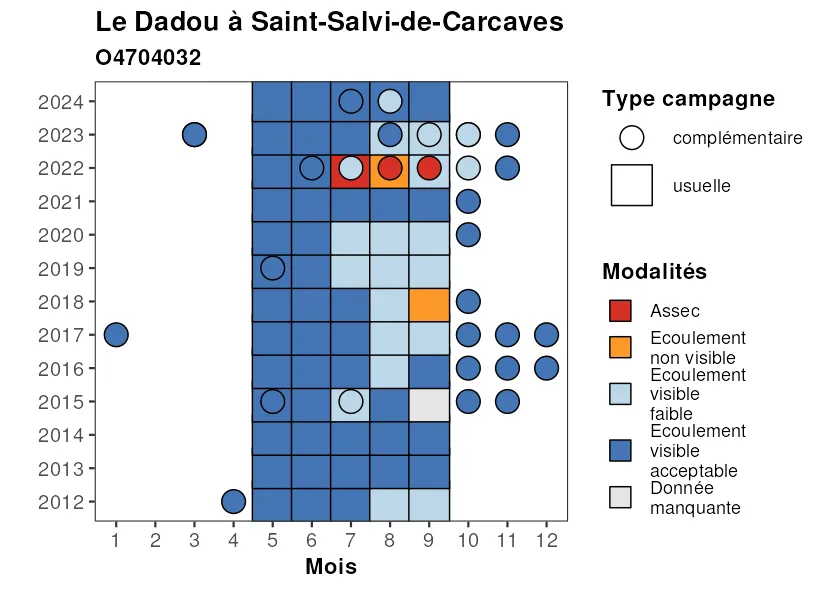 Le Dadou à Saint-Salvi-de-Carcaves
O4704032
2024
2023
2022
2021
2020
2019
2018
2017
2016
2015
2014
2013
2012
1 2 3 4 5 6 7 8 9 10 11 12
Mois
Type campagne
complémentaire
usuelle
Modalités
Assec
Ecoulement
non visible
Ecoulement
visible
faible
Ecoulement
visible
acceptable
Donnée
manquante